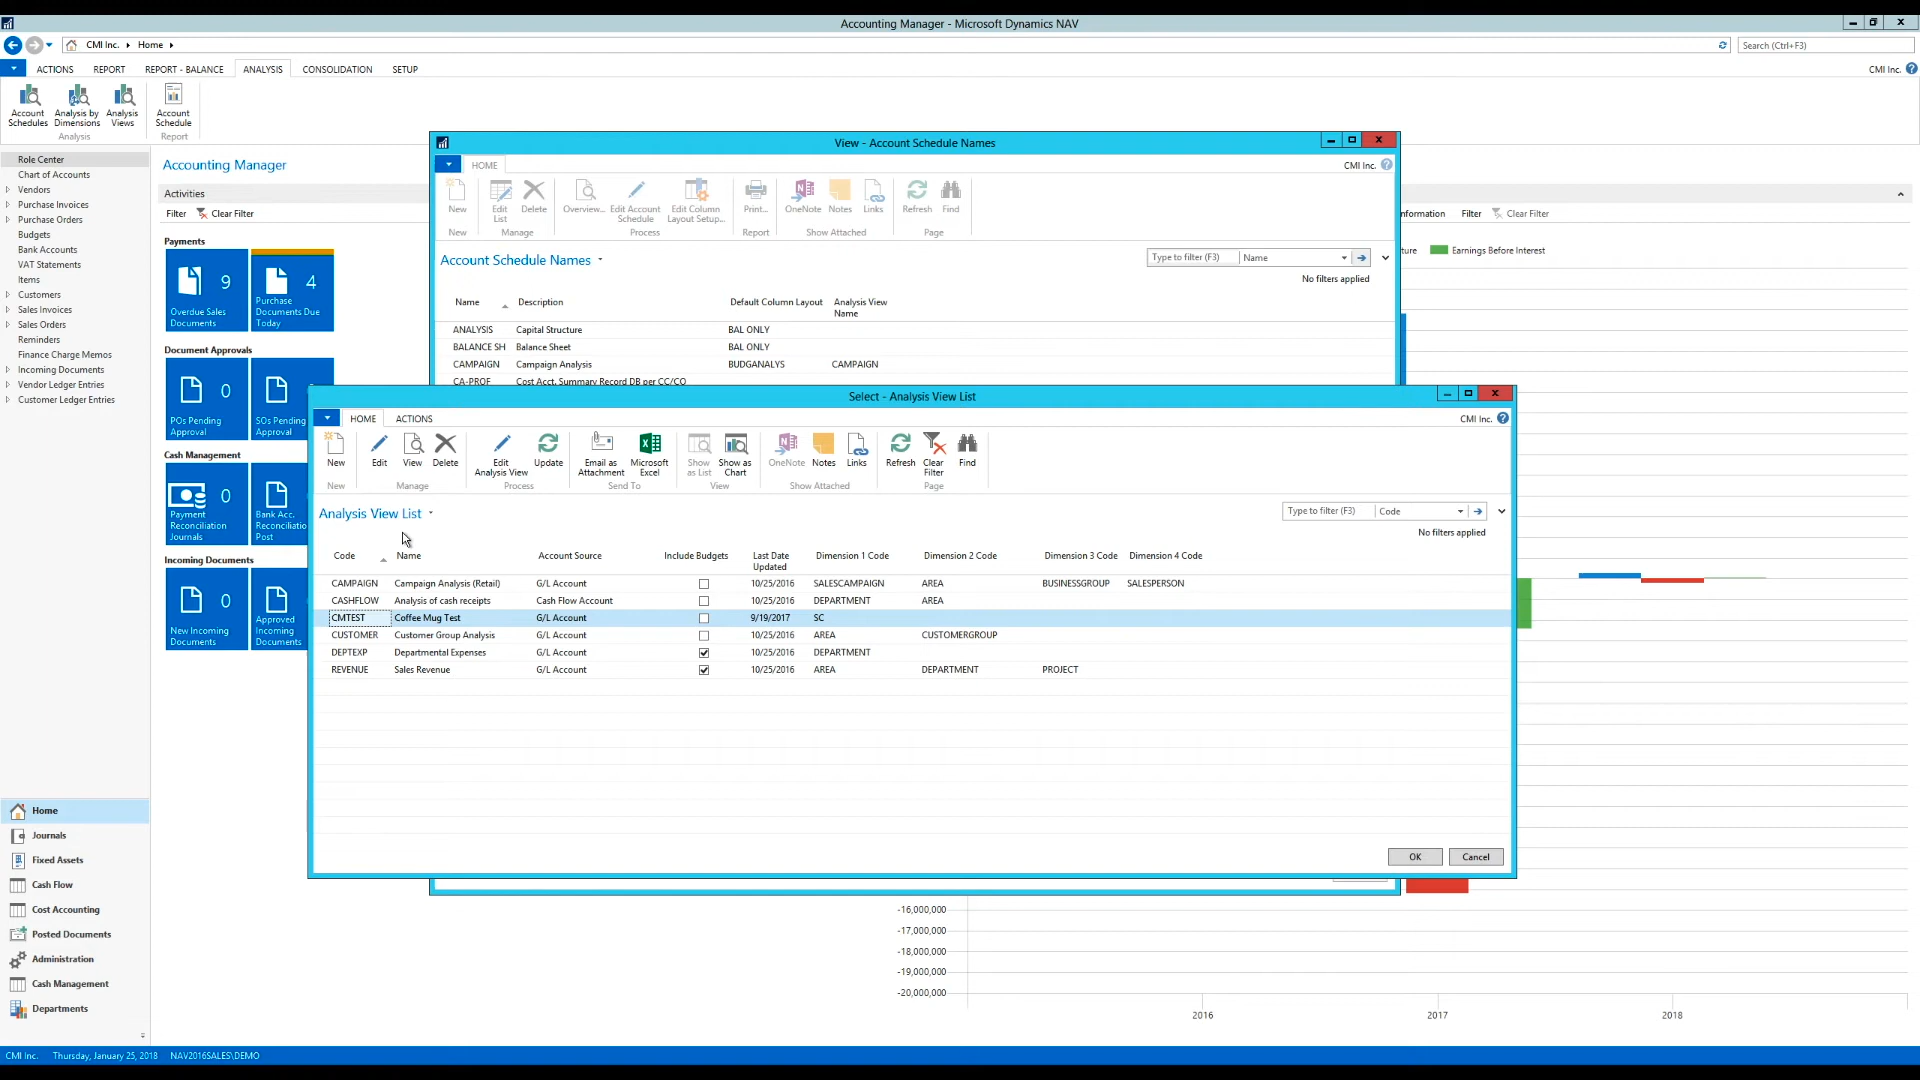 Accounting Manager - Microsoft Dynamics NAV
CMI Inc. Home
Search (Ctrl+F3)
ACTIONS REPORT REPORT - BALANCE ANALYSIS CONSOLIDATION SETUP
CMI Inc.
Account Schedules
Analysis by Dimensions
Analysis Views
Account Schedule
Analysis
Report
Role Center
Chart of Accounts
Vendors
Purchase Invoices
Purchase Orders
Budgets
Bank Accounts
VAT Statements
Items
Customers
Sales Invoices
Sales Orders
Reminders
Finance Charge Memos
Incoming Documents
Vendor Ledger Entries
Customer Ledger Entries
Home
Journals
Fixed Assets
Cash Flow
Cost Accounting
Posted Documents
Administration
Cash Management
Departments
Accounting Manager
Activities
Filter Clear Filter
Payments
9
Overdue Sales Documents
4
Purchase Documents Due Today
Document Approvals
0
POs Pending Approval
SOs Pending Approval
Cash Management
0
Payment Reconciliation Journals
Bank Acc. Reconciliatio Post
Incoming Documents
0
New Incoming Documents
Approved Incoming Documents
View - Account Schedule Names
HOME
CMI Inc.
New
Edit List
Delete
Overview...
Edit Account Schedule
Edit Column Layout Setup...
Print...
OneNote
Notes
Links
Refresh
Find
New Manage Process Report Show Attached Page
Account Schedule Names
Type to filter (F3) Name
No filters applied
Name Description Default Column Layout Analysis View Name
ANALYSIS Capital Structure BAL ONLY
BALANCE SH Balance Sheet BAL ONLY
CAMPAIGN Campaign Analysis BUDGANALYS CAMPAIGN
CA-PROF Cost Acct. Summary Record DB per CC/CO
nformation Filter Clear Filter
ture Earnings Before Interest
Select - Analysis View List
HOME ACTIONS
CMI Inc.
New
Edit
View
Delete
Edit Analysis View
Update
Email as Attachment
Microsoft Excel
Show as List
Show as Chart
OneNote
Notes
Links
Refresh
Clear Filter
Find
New Manage Process Send To View Show Attached Page
Analysis View List
Type to filter (F3) Code
No filters applied
Code Name Account Source Include Budgets Last Date Updated Dimension 1 Code Dimension 2 Code Dimension 3 Code Dimension 4 Code
CAMPAIGN Campaign Analysis (Retail) G/L Account 10/25/2016 SALESCAMPAIGN AREA BUSINESSGROUP SALESPERSON
CASHFLOW Analysis of cash receipts Cash Flow Account 10/25/2016 DEPARTMENT AREA
CMTEST Coffee Mug Test G/L Account 9/19/2017 SC
CUSTOMER Customer Group Analysis G/L Account 10/25/2016 AREA CUSTOMERGROUP
DEPTEXP Departmental Expenses G/L Account 10/25/2016 DEPARTMENT
REVENUE Sales Revenue G/L Account 10/25/2016 AREA DEPARTMENT PROJECT
OK Cancel
-16,000,000
-17,000,000
-18,000,000
-19,000,000
-20,000,000
2016 2017 2018
CMI Inc. Thursday, January 25, 2018 NAV2016SALES\DEMO